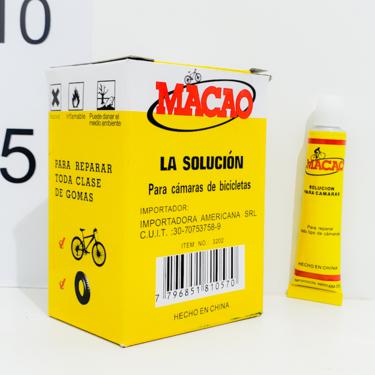 10
5
Inflamable
Puede danar el
medio ambiente
PARA REPARAR
TODA CLASE
DE GOMAS
MACAO
LA SOLUCIÓN
Para cámaras de bicicletas
IMPORTADOR:
IMPORTADORA AMERICANA SRL
C.U.I.T. :30-70753758-9
ITEM NO. 3202
7 796851 810570
HECHO EN CHINA
MACAO
SOLUCION
PARA CAMARAS
Para reparar
todo tipo de cámaras
HECHO EN CHINA